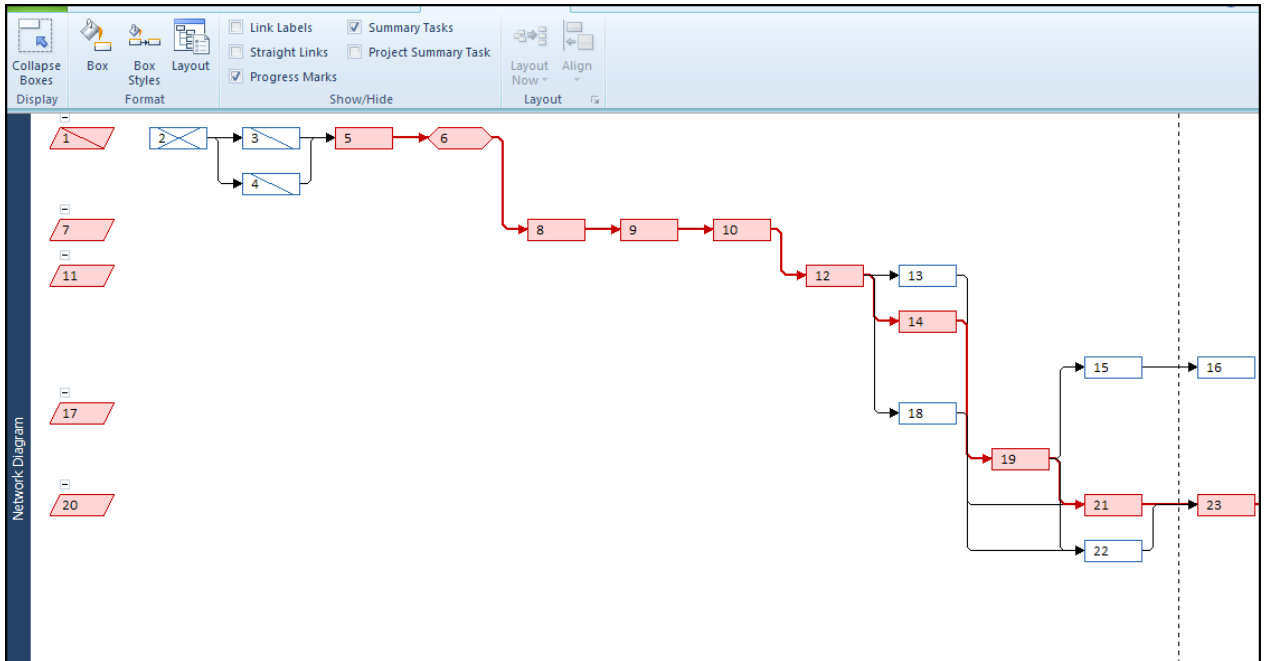 Link Labels
Summary Tasks
Straight Links
Project Summary Task
Progress Marks
Collapse Boxes
Box
Box Styles
Layout
Layout Now
Align
Display
Format
Show/Hide
Layout
1
2
3
5
6
4
7
8
9
10
11
12
13
14
15
16
17
18
19
20
21
23
22
Network Diagram